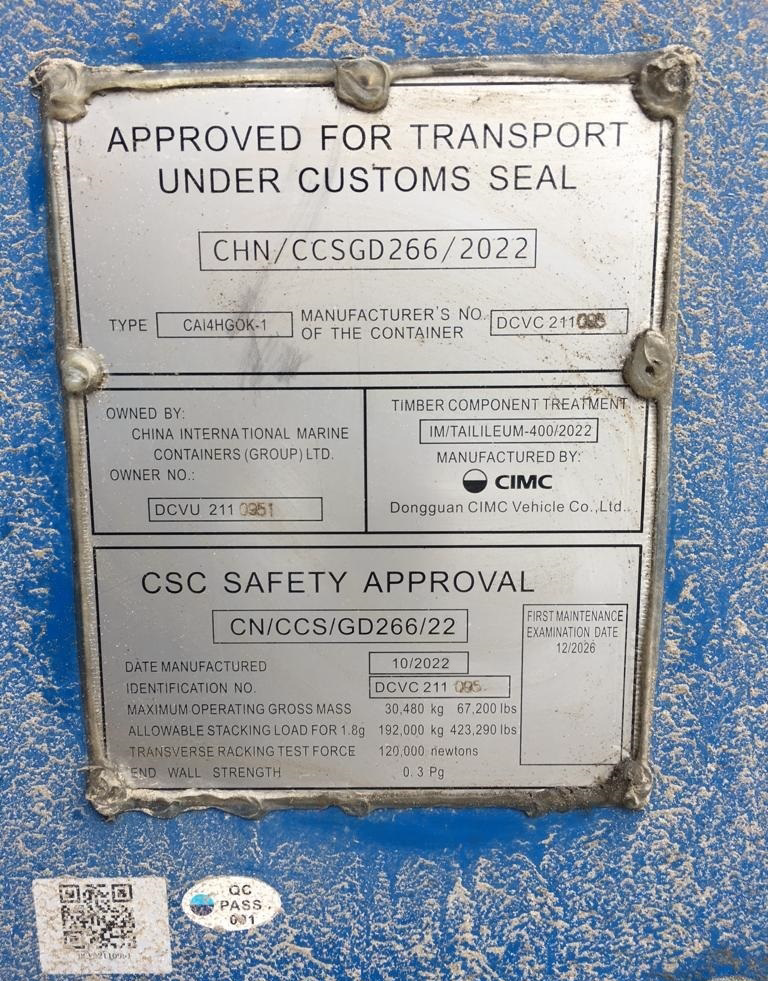 APPROVED FOR TRANSPORT
UNDER CUSTOMS SEAL
CHN/CCSGD266/2022
TYPE CAI4HGOK-1 MANUFACTURER'S NO. OF THE CONTAINER DCVC 211095
OWNED BY:
CHINA INTERNATIONAL MARINE
CONTAINERS (GROUP) LTD.
OWNER NO.:
DCVU 211 0951
TIMBER COMPONENT TREATMENT
IM/TAILILEUM-400/2022
MANUFACTURED BY:
CIMC
Dongguan CIMC Vehicle Co.,Ltd.
CSC SAFETY APPROVAL
CN/CCS/GD266/22
DATE MANUFACTURED 10/2022
IDENTIFICATION NO. DCVC 211 095
MAXIMUM OPERATING GROSS MASS 30,480 kg 67,200 lbs
ALLOWABLE STACKING LOAD FOR 1.8g 192,000 kg 423,290 lbs
TRANSVERSE RACKING TEST FORCE 120,000 newtons
END WALL STRENGTH 0.3 Pg
FIRST MAINTENANCE
EXAMINATION DATE
12/2026
QC
PASS
001